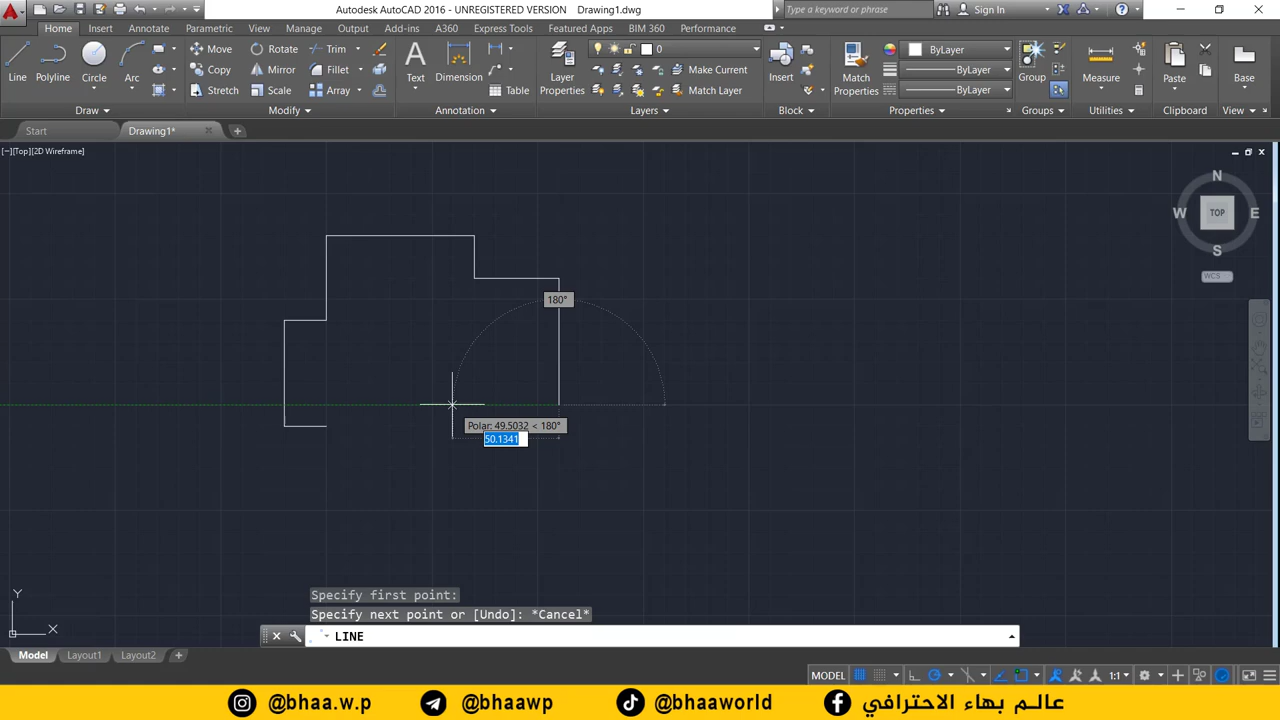 Autodesk AutoCAD 2016 - UNREGISTERED VERSION Drawing1.dwg
Type a keyword or phrase
Sign In
Home Insert Annotate Parametric View Manage Output Add-ins A360 Express Tools Featured Apps BIM 360 Performance
Line Polyline Circle Arc
Move Rotate Trim
Copy Mirror Fillet
Stretch Scale Array
Text Dimension Table
Layer Properties
0
Make Current
Match Layer
Insert
Match Properties
ByLayer
ByLayer
ByLayer
Group
Measure
Paste
Base
Draw Modify Annotation Layers Block Properties Groups Utilities Clipboard View
Start Drawing1*
[−][Top][2D Wireframe]
N
W TOP E
S
WCS
180°
Polar: 49.5032 < 180°
50.1341
Y
X
Specify first point:
Specify next point or [Undo]: *Cancel*
LINE
Model Layout1 Layout2
MODEL 1:1
@bhaa.w.p @bhaawp @bhaaworld عالم بهاء الاحترافي